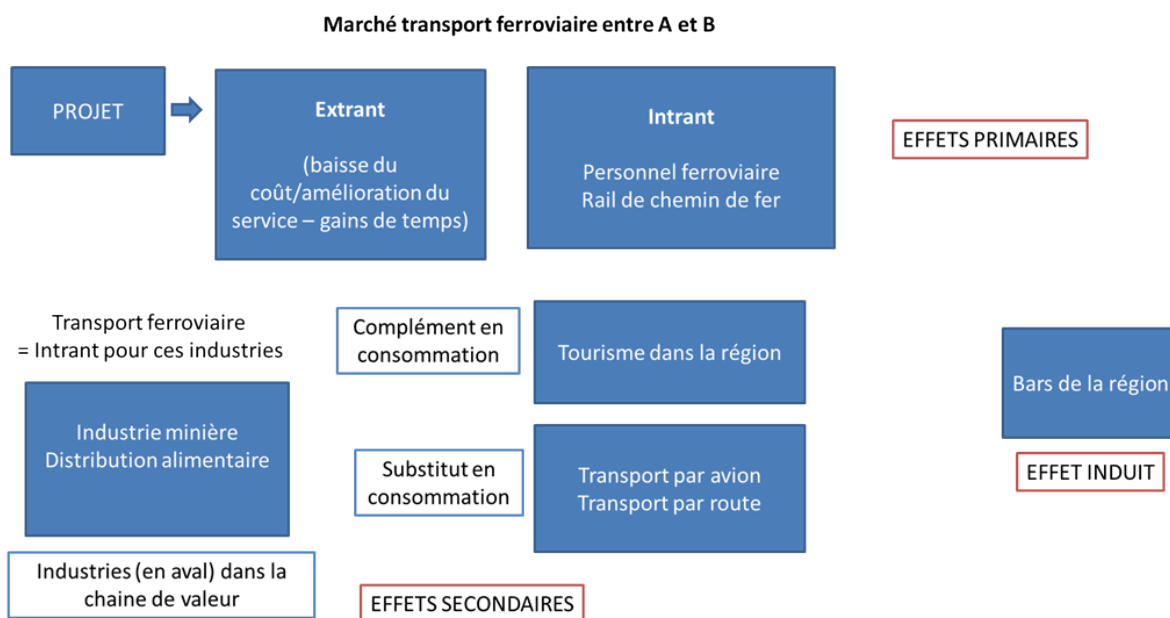 Marché transport ferroviaire entre A et B
PROJET
Extrant
(baisse du
coût/amélioration du
service – gains de temps)
Intrant
Personnel ferroviaire
Rail de chemin de fer
EFFETS PRIMAIRES
Transport ferroviaire
= Intrant pour ces industries
Industrie minière
Distribution alimentaire
Industries (en aval) dans la
chaine de valeur
Complément en
consommation
Tourisme dans la région
Substitut en
consommation
Transport par avion
Transport par route
EFFETS SECONDAIRES
Bars de la région
EFFET INDUIT